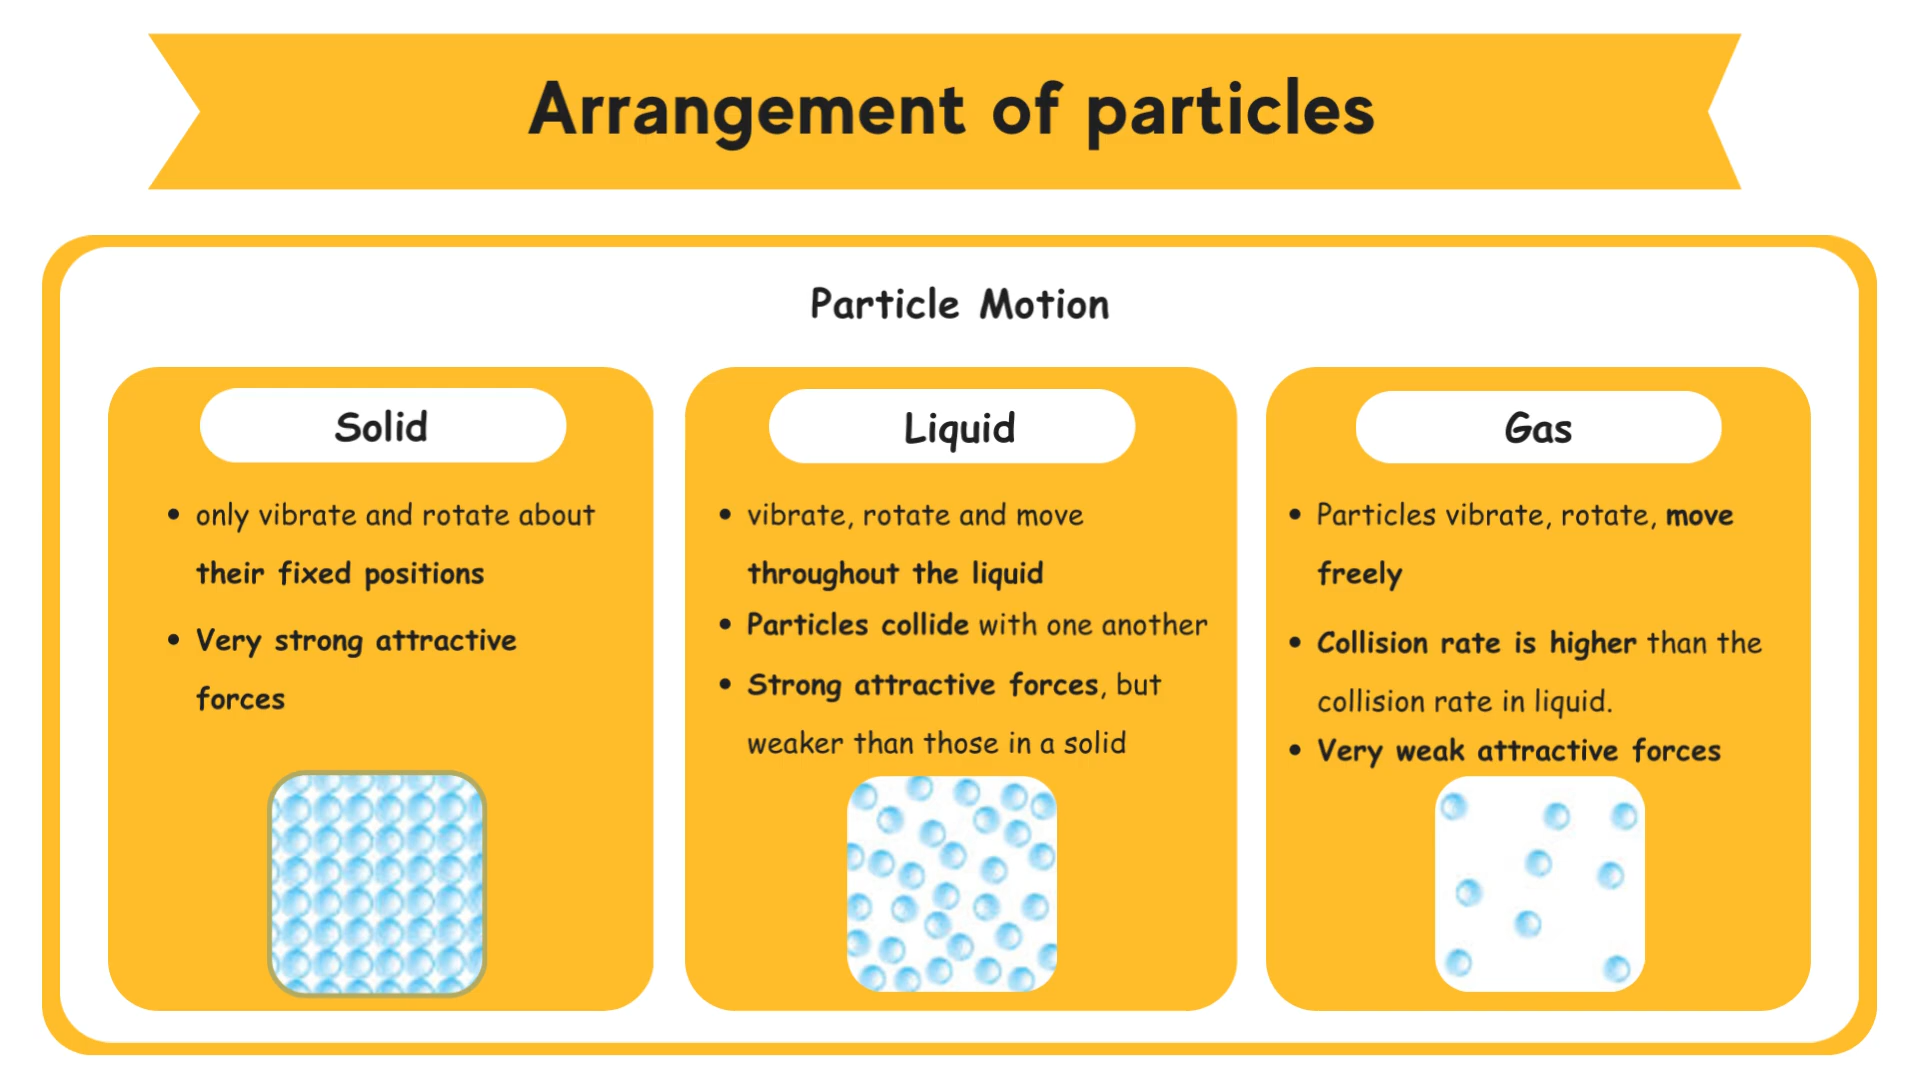 Arrangement of particles
Particle Motion
Solid
• only vibrate and rotate about
their fixed positions
• Very strong attractive
forces
Liquid
• vibrate, rotate and move
throughout the liquid
• Particles collide with one another
• Strong attractive forces, but
weaker than those in a solid
Gas
• Particles vibrate, rotate, move
freely
• Collision rate is higher than the
collision rate in liquid.
• Very weak attractive forces